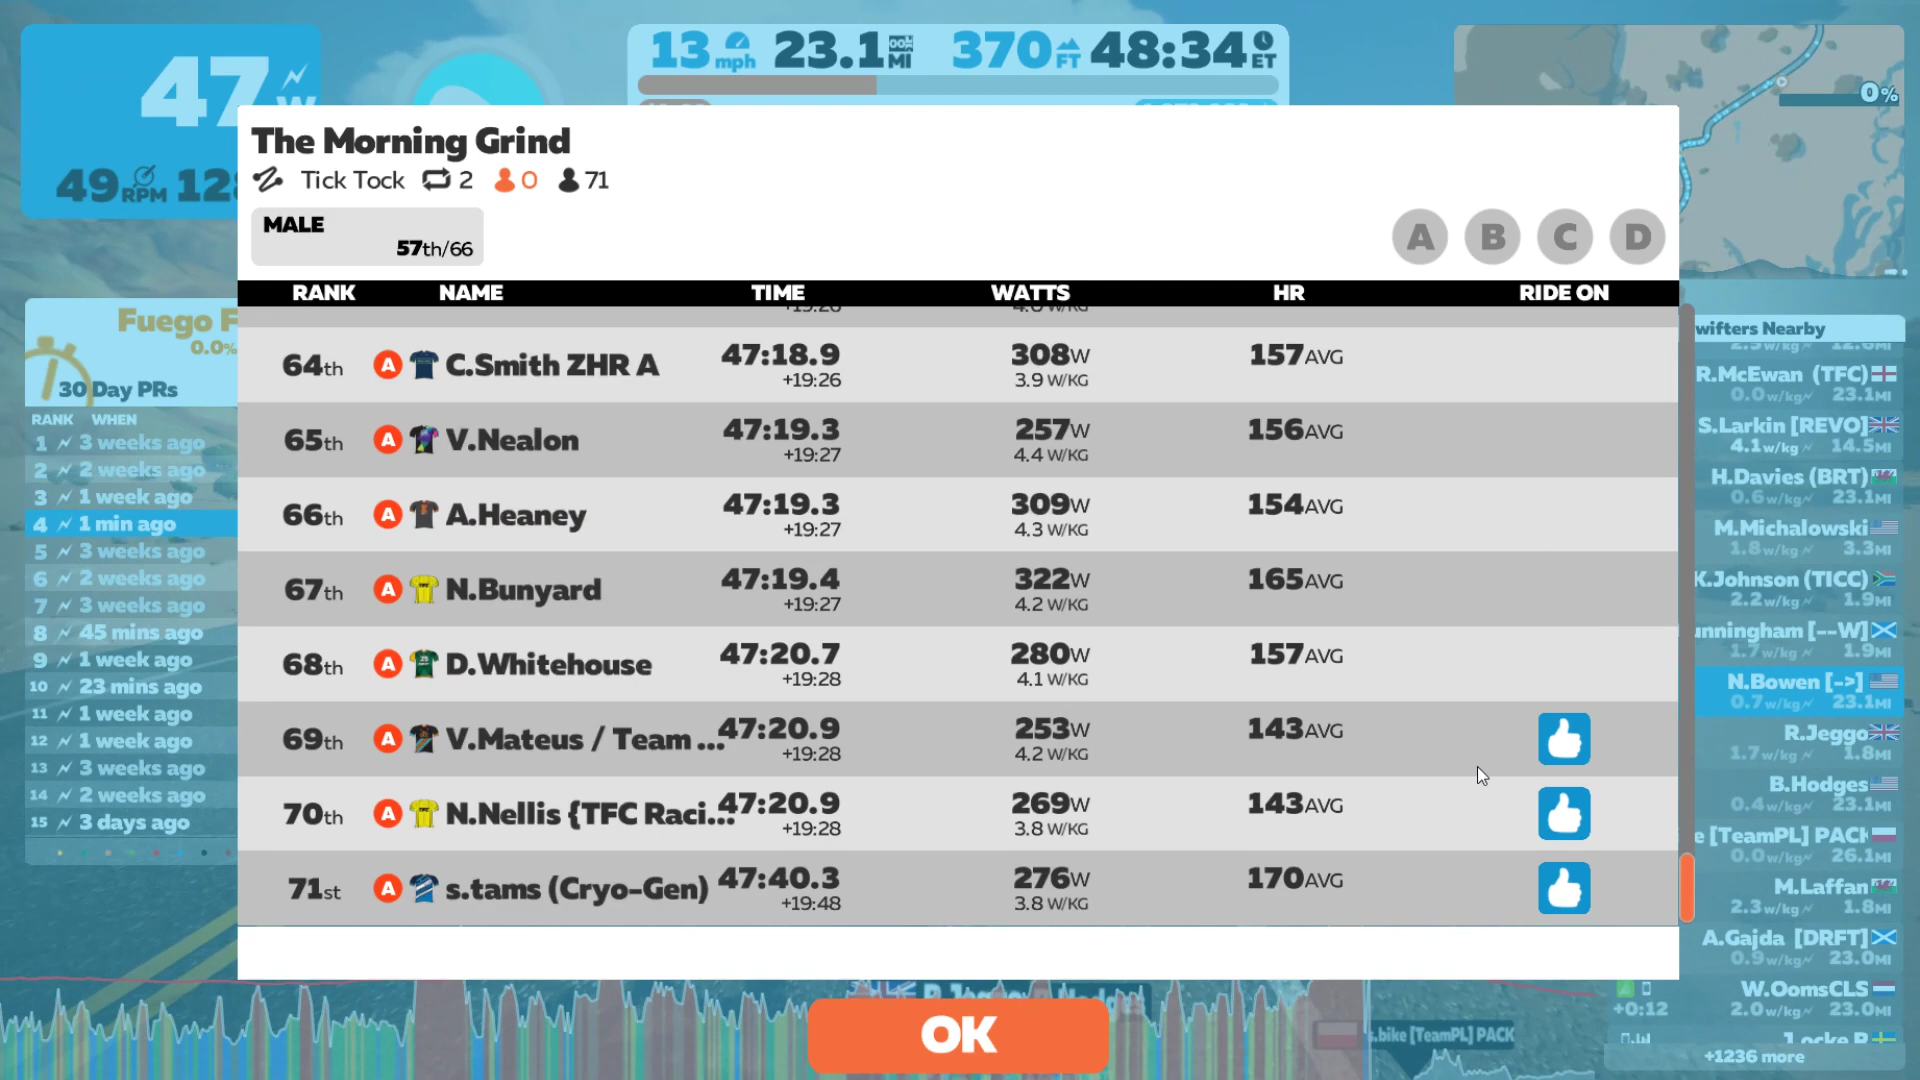 47 W
49 RPM 128
13 mph 23.1 MI 370 FT 48:34 ET
0%
The Morning Grind
Tick Tock 2 0 71
MALE
57th/66
A B C D
RANK NAME TIME WATTS HR RIDE ON
64th A C.Smith ZHR A 47:18.9 308W 157AVG
+19:26 3.9 W/KG
65th A V.Nealon 47:19.3 257W 156AVG
+19:27 4.4 W/KG
66th A A.Heaney 47:19.3 309W 154AVG
+19:27 4.3 W/KG
67th A N.Bunyard 47:19.4 322W 165AVG
+19:27 4.2 W/KG
68th A D.Whitehouse 47:20.7 280W 157AVG
+19:28 4.1 W/KG
69th A V.Mateus / Team ... 47:20.9 253W 143AVG
+19:28 4.2 W/KG
70th A N.Nellis {TFC Raci... 47:20.9 269W 143AVG
+19:28 3.8 W/KG
71st A s.tams (Cryo-Gen) 47:40.3 276W 170AVG
+19:48 3.8 W/KG
OK
Fuego F
0.0%
30 Day PRs
RANK WHEN
1 3 weeks ago
2 2 weeks ago
3 1 week ago
4 1 min ago
5 3 weeks ago
6 2 weeks ago
7 3 weeks ago
8 45 mins ago
9 1 week ago
10 23 mins ago
11 1 week ago
12 1 week ago
13 3 weeks ago
14 2 weeks ago
15 3 days ago
wifters Nearby
R.McEwan (TFC)
0.0w/kg 23.1MI
S.Larkin [REVO]
4.1w/kg 14.5MI
H.Davies (BRT)
0.6w/kg 23.1MI
M.Michalowski
1.8w/kg 3.3MI
K.Johnson (TICC)
2.2w/kg 1.9MI
unningham [--W]
1.7w/kg 1.9MI
N.Bowen [->]
0.7w/kg 23.1MI
R.Jeggo
1.7w/kg 1.8MI
B.Hodges
0.4w/kg 23.1MI
e [TeamPL] PACK
0.0w/kg 26.1MI
M.Laffan
2.3w/kg 1.8MI
A.Gajda [DRFT]
0.9w/kg 23.0MI
W.OomsCLS
+0:12 2.0w/kg 23.0MI
+1236 more
s.bike [TeamPL] PACK